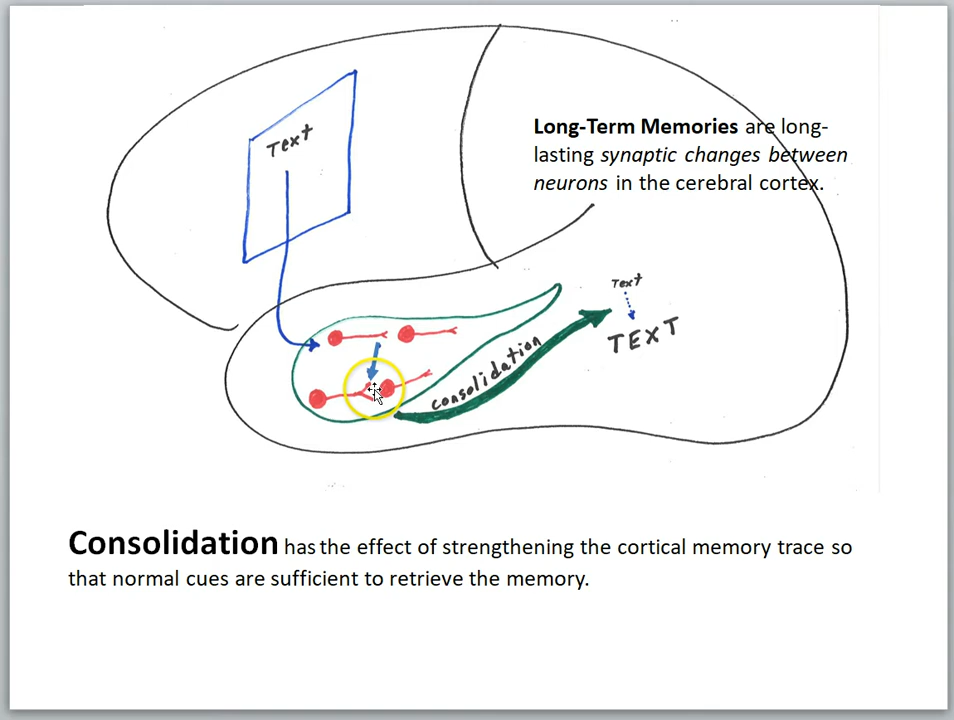 Text
Long-Term Memories are long-
lasting synaptic changes between
neurons in the cerebral cortex.
Text
TEXT
consolidation
Consolidation has the effect of strengthening the cortical memory trace so
that normal cues are sufficient to retrieve the memory.